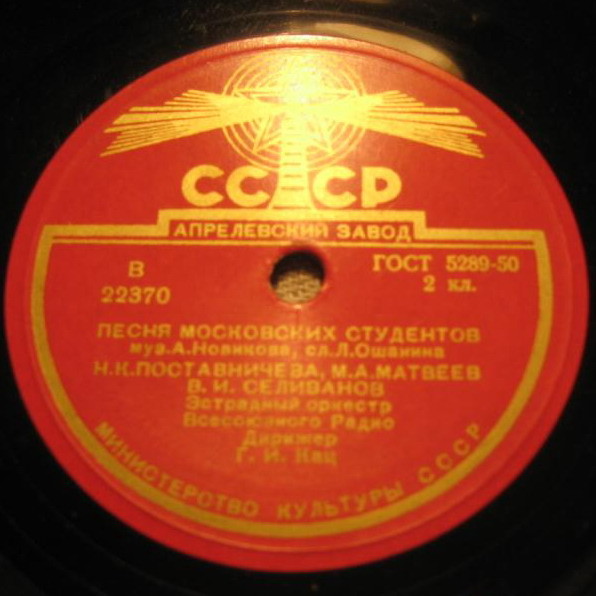 СССР
АПРЕЛЕВСКИЙ ЗАВОД
В
22370
ГОСТ 5289-50
2 кл.
ПЕСНЯ МОСКОВСКИХ СТУДЕНТОВ
муз.А.Новикова, сл.Л.Ошанина
Н.К.ПОСТАВНИЧЕВА, М.А.МАТВЕЕВ
В.И.СЕЛИВАНОВ
Эстрадный оркестр
Всесоюзного Радио
Дирижер
Г. И. Кац
МИНИСТЕРСТВО КУЛЬТУРЫ СССР